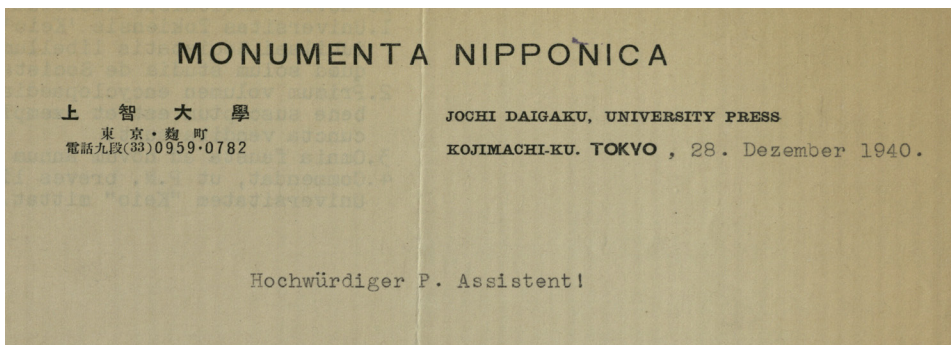 MONUMENTA NIPPONICA
上智大學
東京・麴町
電話九段(33)0959·0782
JOCHI DAIGAKU, UNIVERSITY PRESS
KOJIMACHI-KU. TOKYO , 28. Dezember 1940.
Hochwürdiger P. Assistent!